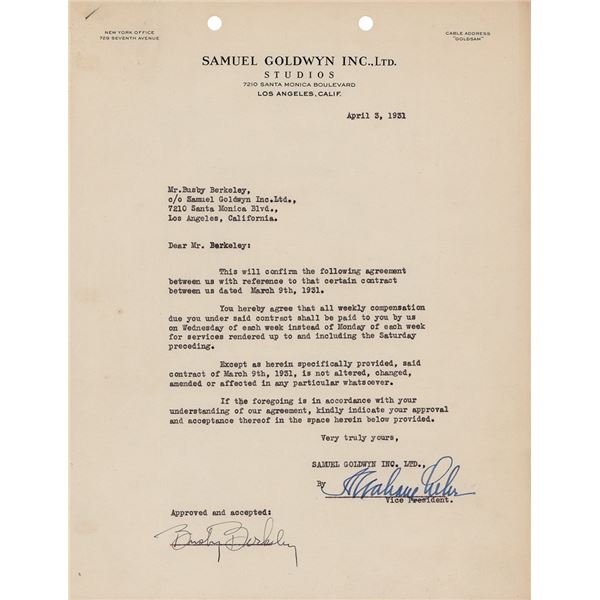 NEW YORK OFFICE
729 SEVENTH AVENUE
CABLE ADDRESS
"GOLDSAM"
SAMUEL GOLDWYN INC., LTD.
STUDIOS
7210 SANTA MONICA BOULEVARD
LOS ANGELES, CALIF.
April 3, 1931
Mr.Busby Berkeley,
c/o Samuel Goldwyn Inc.Ltd.,
7210 Santa Monica Blvd.,
Los Angeles, California.
Dear Mr. Berkeley:
This will confirm the following agreement
between us with reference to that certain contract
between us dated March 9th, 1931.
You hereby agree that all weekly compensation
due you under said contract shall be paid to you by us
on Wednesday of each week instead of Monday of each week
for services rendered up to and including the Saturday
preceding.
Except as herein specifically provided, said
contract of March 9th, 1931, is not altered, changed,
amended or affected in any particular whatsoever.
If the foregoing is in accordance with your
understanding of our agreement, kindly indicate your approval
and acceptance thereof in the space herein below provided.
Very truly yours,
SAMUEL GOLDWYN INC. LTD.,
By Abraham Lehr
Vice President.
Approved and accepted:
Busby Berkeley